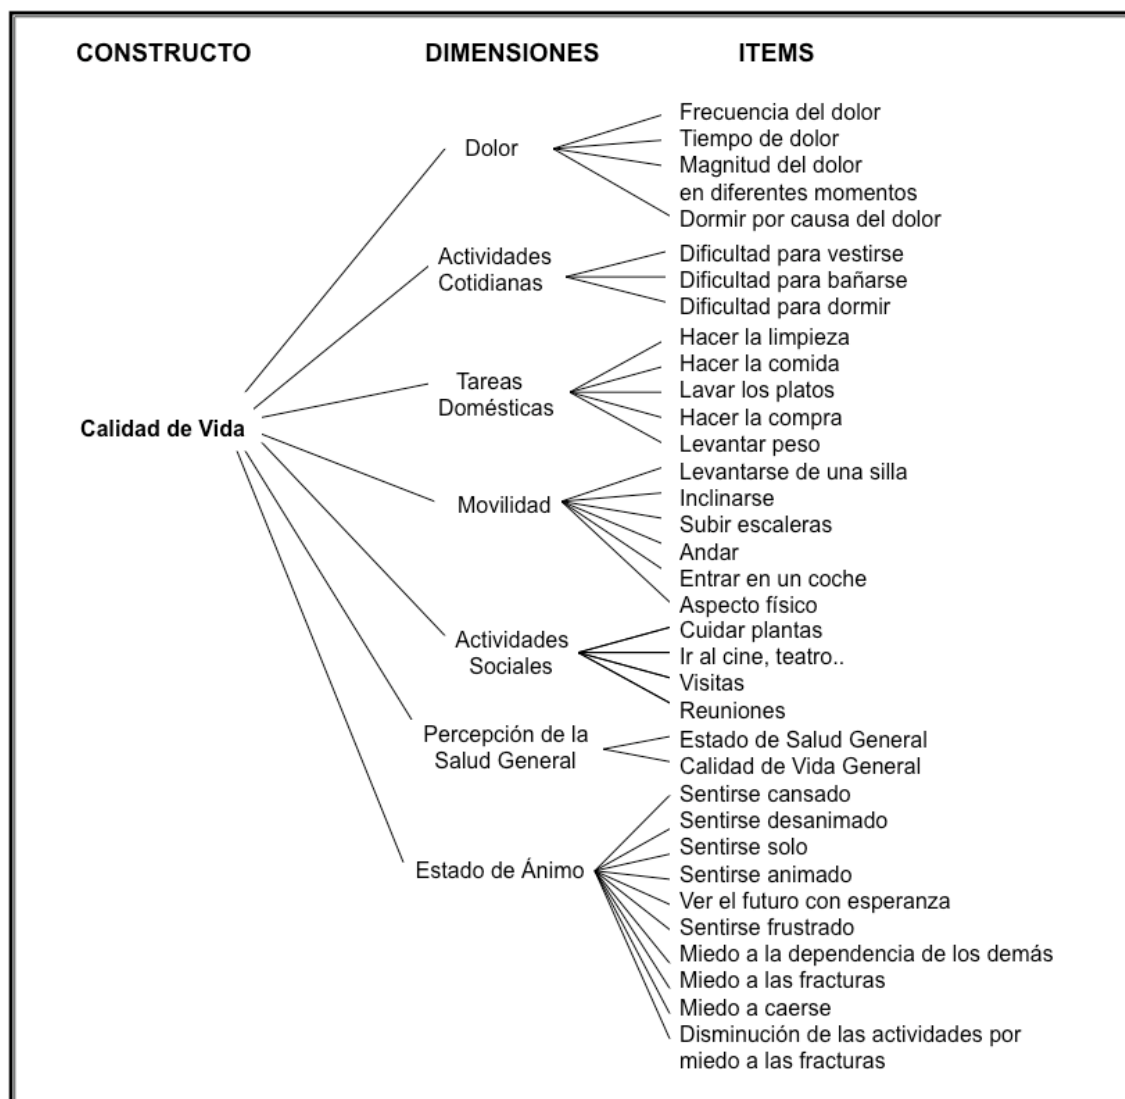 CONSTRUCTO
DIMENSIONES
ITEMS
Calidad de Vida
Dolor
Frecuencia del dolor
Tiempo de dolor
Magnitud del dolor
en diferentes momentos
Dormir por causa del dolor
Actividades
Cotidianas
Dificultad para vestirse
Dificultad para bañarse
Dificultad para dormir
Tareas
Domésticas
Hacer la limpieza
Hacer la comida
Lavar los platos
Hacer la compra
Levantar peso
Movilidad
Levantarse de una silla
Inclinarse
Subir escaleras
Andar
Entrar en un coche
Aspecto físico
Actividades
Sociales
Cuidar plantas
Ir al cine, teatro..
Visitas
Reuniones
Percepción de la
Salud General
Estado de Salud General
Calidad de Vida General
Estado de Ánimo
Sentirse cansado
Sentirse desanimado
Sentirse solo
Sentirse animado
Ver el futuro con esperanza
Sentirse frustrado
Miedo a la dependencia de los demás
Miedo a las fracturas
Miedo a caerse
Disminución de las actividades por
miedo a las fracturas